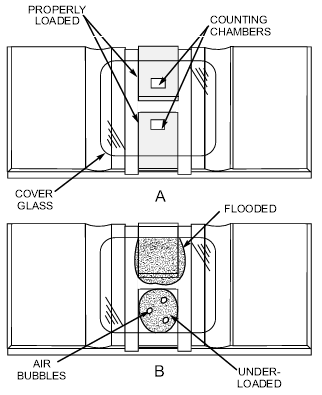 PROPERLY
LOADED
COUNTING
CHAMBERS
COVER
GLASS
A
FLOODED
AIR
BUBBLES
B
UNDER-
LOADED